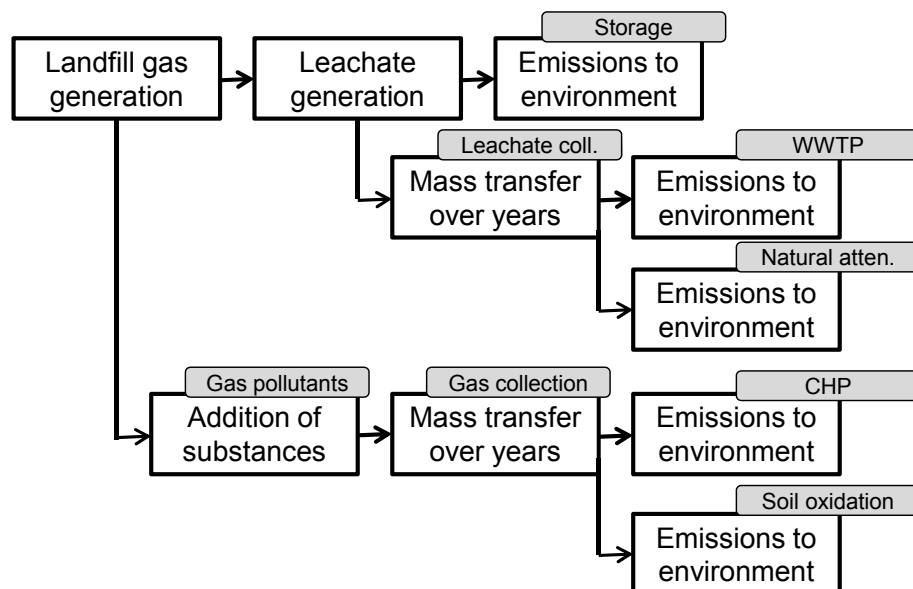 Storage
Landfill gas
generation
Leachate
generation
Emissions to
environment
Leachate coll.
Mass transfer
over years
WWTP
Emissions to
environment
Natural atten.
Emissions to
environment
Gas pollutants
Addition of
substances
Gas collection
Mass transfer
over years
CHP
Emissions to
environment
Soil oxidation
Emissions to
environment